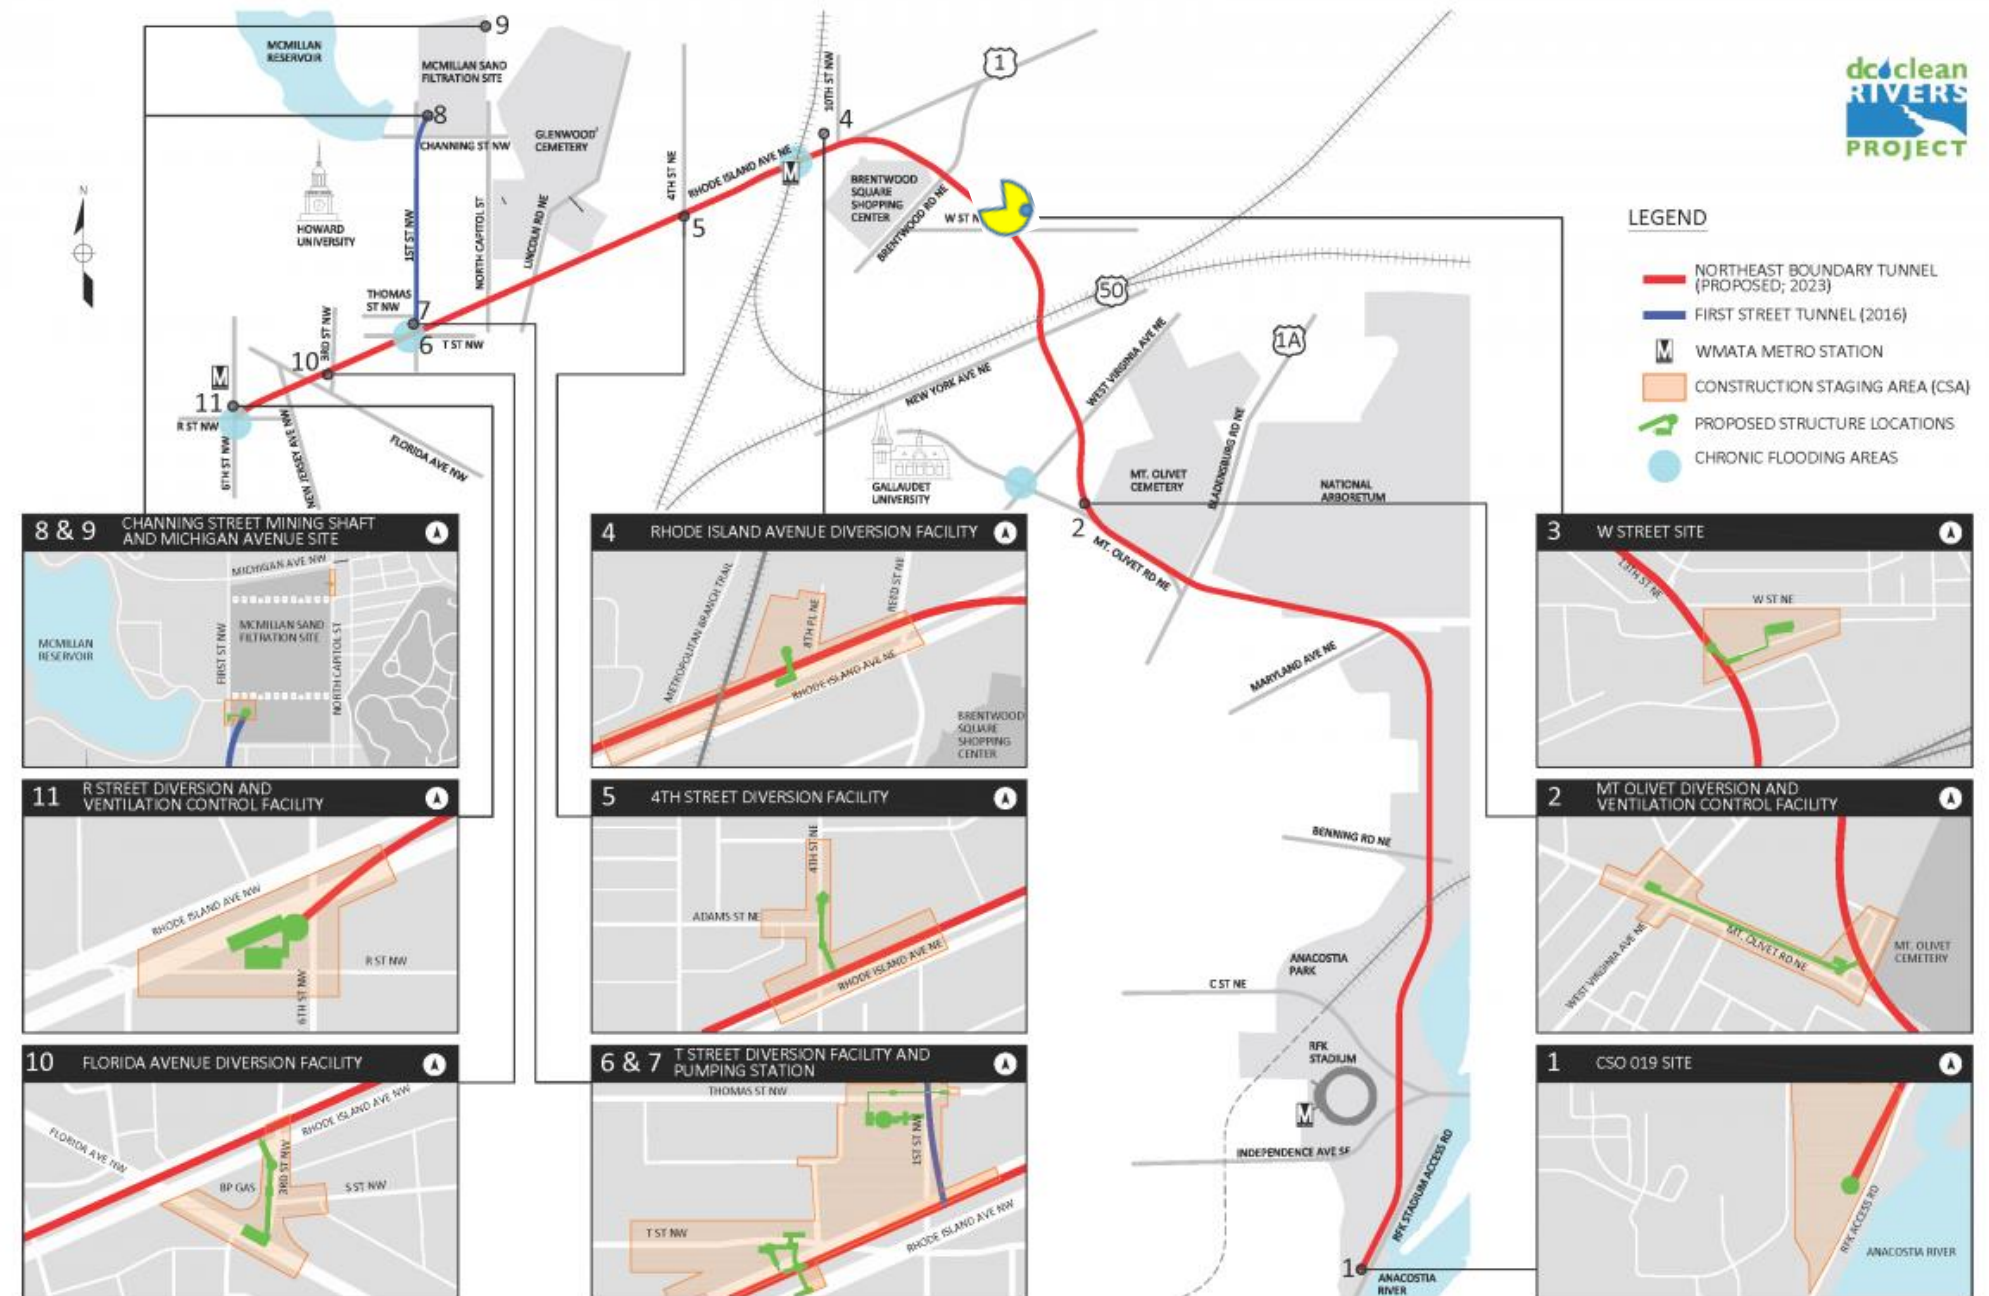 9
MCMILLAN
RESERVOIR
MCMILLAN SAND
FILTRATION SITE
8
CHANNING ST NW
GLENWOOD
CEMETERY
HOWARD
UNIVERSITY
N
1ST ST NW
NORTH CAPITOL ST
LINCOLN RD NE
THOMAS
ST NW
7
6
T ST NW
3RD ST NW
10
11
R ST NW
6TH ST NW
NEW JERSEY AVE NW
FLORIDA AVE NW
4TH ST NE
5
RHODE ISLAND AVE NE
10TH ST NW
4
1
BRENTWOOD
SQUARE
SHOPPING
CENTER
BRENTWOOD RD NE
W ST N
50
NEW YORK AVE NE
WEST VIRGINIA AVE NE
1A
GALLAUDET
UNIVERSITY
MT. OLIVET
CEMETERY
BLADENSBURG RD NE
NATIONAL
ARBORETUM
2
MT. OLIVET RD NE
MARYLAND AVE NE
BENNING RD NE
ANACOSTIA
PARK
C ST NE
RFK
STADIUM
INDEPENDENCE AVE SE
RFK STADIUM ACCESS RD
1
ANACOSTIA
RIVER
dc clean
RIVERS
PROJECT
LEGEND
NORTHEAST BOUNDARY TUNNEL
(PROPOSED; 2023)
FIRST STREET TUNNEL (2016)
M WMATA METRO STATION
CONSTRUCTION STAGING AREA (CSA)
PROPOSED STRUCTURE LOCATIONS
CHRONIC FLOODING AREAS
8 & 9 CHANNING STREET MINING SHAFT
AND MICHIGAN AVENUE SITE
MICHIGAN AVE NW
MCMILLAN
RESERVOIR
FIRST ST NW
MCMILLAN SAND
FILTRATION SITE
NORTH CAPITOL ST
11 R STREET DIVERSION AND
VENTILATION CONTROL FACILITY
RHODE ISLAND AVE NW
R ST NW
6TH ST NW
10 FLORIDA AVENUE DIVERSION FACILITY
RHODE ISLAND AVE NW
FLORIDA AVE NW
3RD ST NW
BP GAS
S ST NW
4 RHODE ISLAND AVENUE DIVERSION FACILITY
METROPOLITAN BRANCH TRAIL
8TH PL NE
REED ST NE
RHODE ISLAND AVE NE
BRENTWOOD
SQUARE
SHOPPING
CENTER
5 4TH STREET DIVERSION FACILITY
4TH ST NE
ADAMS ST NE
RHODE ISLAND AVE NE
6 & 7 T STREET DIVERSION FACILITY AND
PUMPING STATION
THOMAS ST NW
1ST ST NW
T ST NW
RHODE ISLAND AVE NW
3 W STREET SITE
13TH ST NE
W ST NE
2 MT OLIVET DIVERSION AND
VENTILATION CONTROL FACILITY
WEST VIRGINIA AVE NE
MT. OLIVET RD NE
MT. OLIVET
CEMETERY
1 CSO 019 SITE
RFK ACCESS RD
ANACOSTIA RIVER